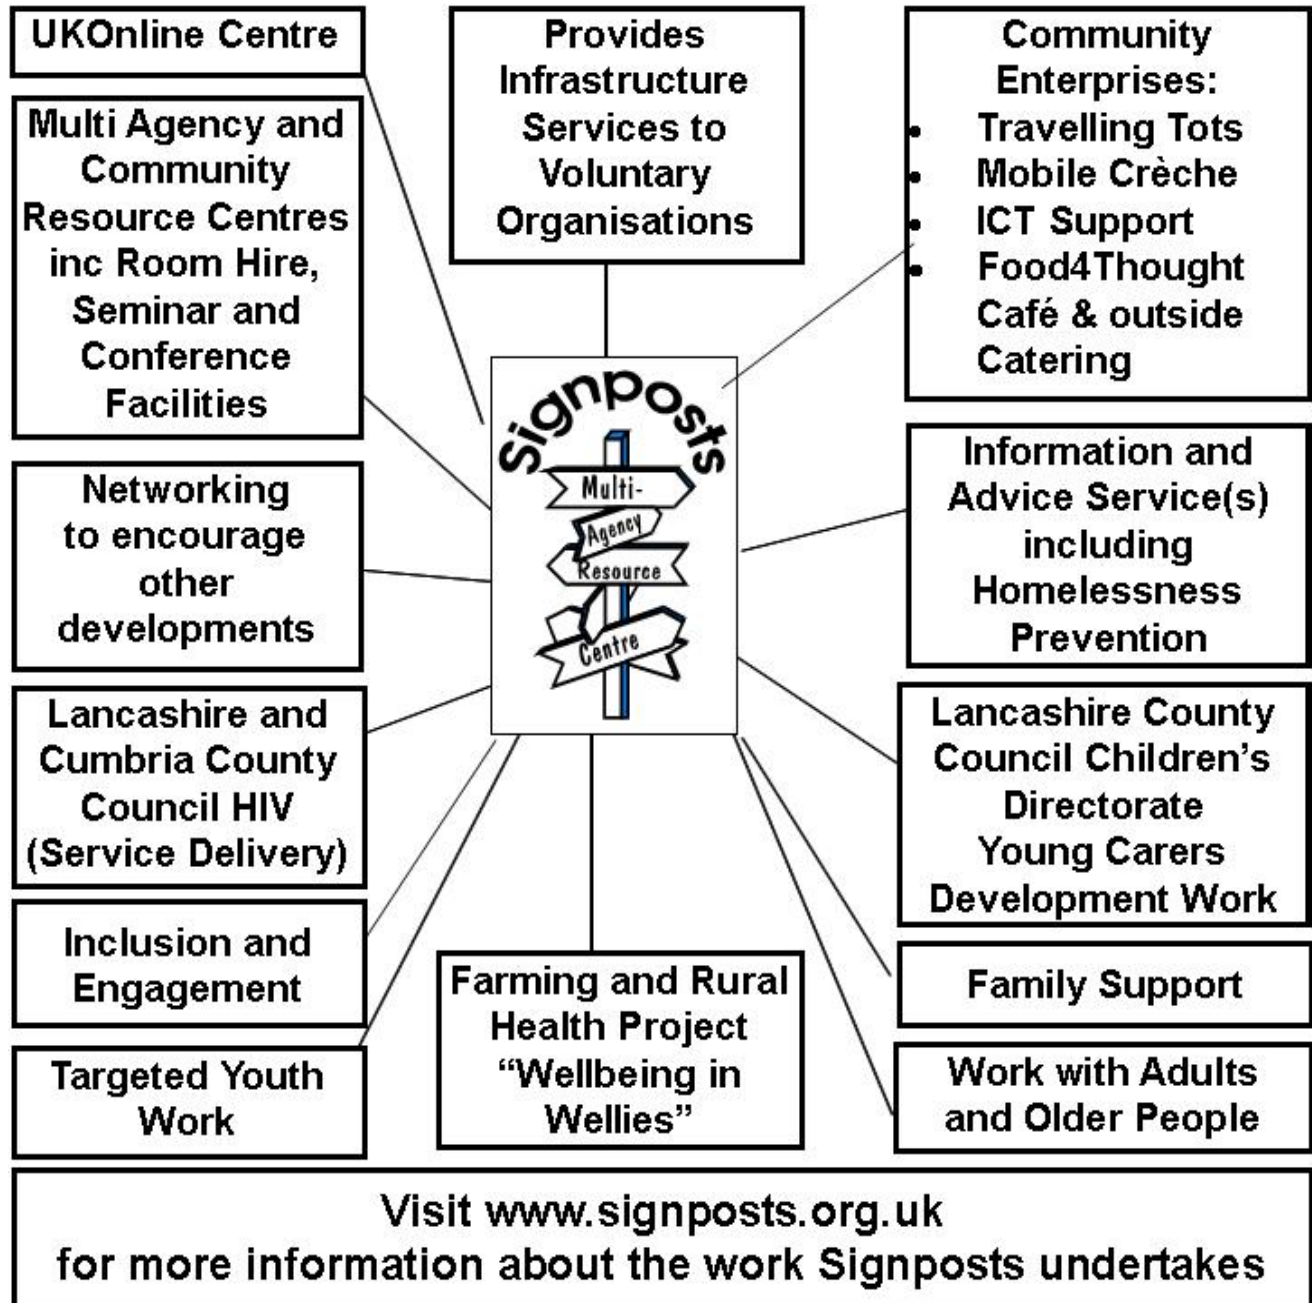 UKOnline Centre
Multi Agency and
Community
Resource Centres
inc Room Hire,
Seminar and
Conference
Facilities
Networking
to encourage
other
developments
Lancashire and
Cumbria County
Council HIV
(Service Delivery)
Inclusion and
Engagement
Targeted Youth
Work
Provides
Infrastructure
Services to
Voluntary
Organisations
Signposts
Multi-
Agency
Resource
Centre
Farming and Rural
Health Project
“Wellbeing in
Wellies”
Community
Enterprises:
• Travelling Tots
• Mobile Crèche
• ICT Support
• Food4Thought
Café & outside
Catering
Information and
Advice Service(s)
including
Homelessness
Prevention
Lancashire County
Council Children’s
Directorate
Young Carers
Development Work
Family Support
Work with Adults
and Older People
Visit www.signposts.org.uk
for more information about the work Signposts undertakes